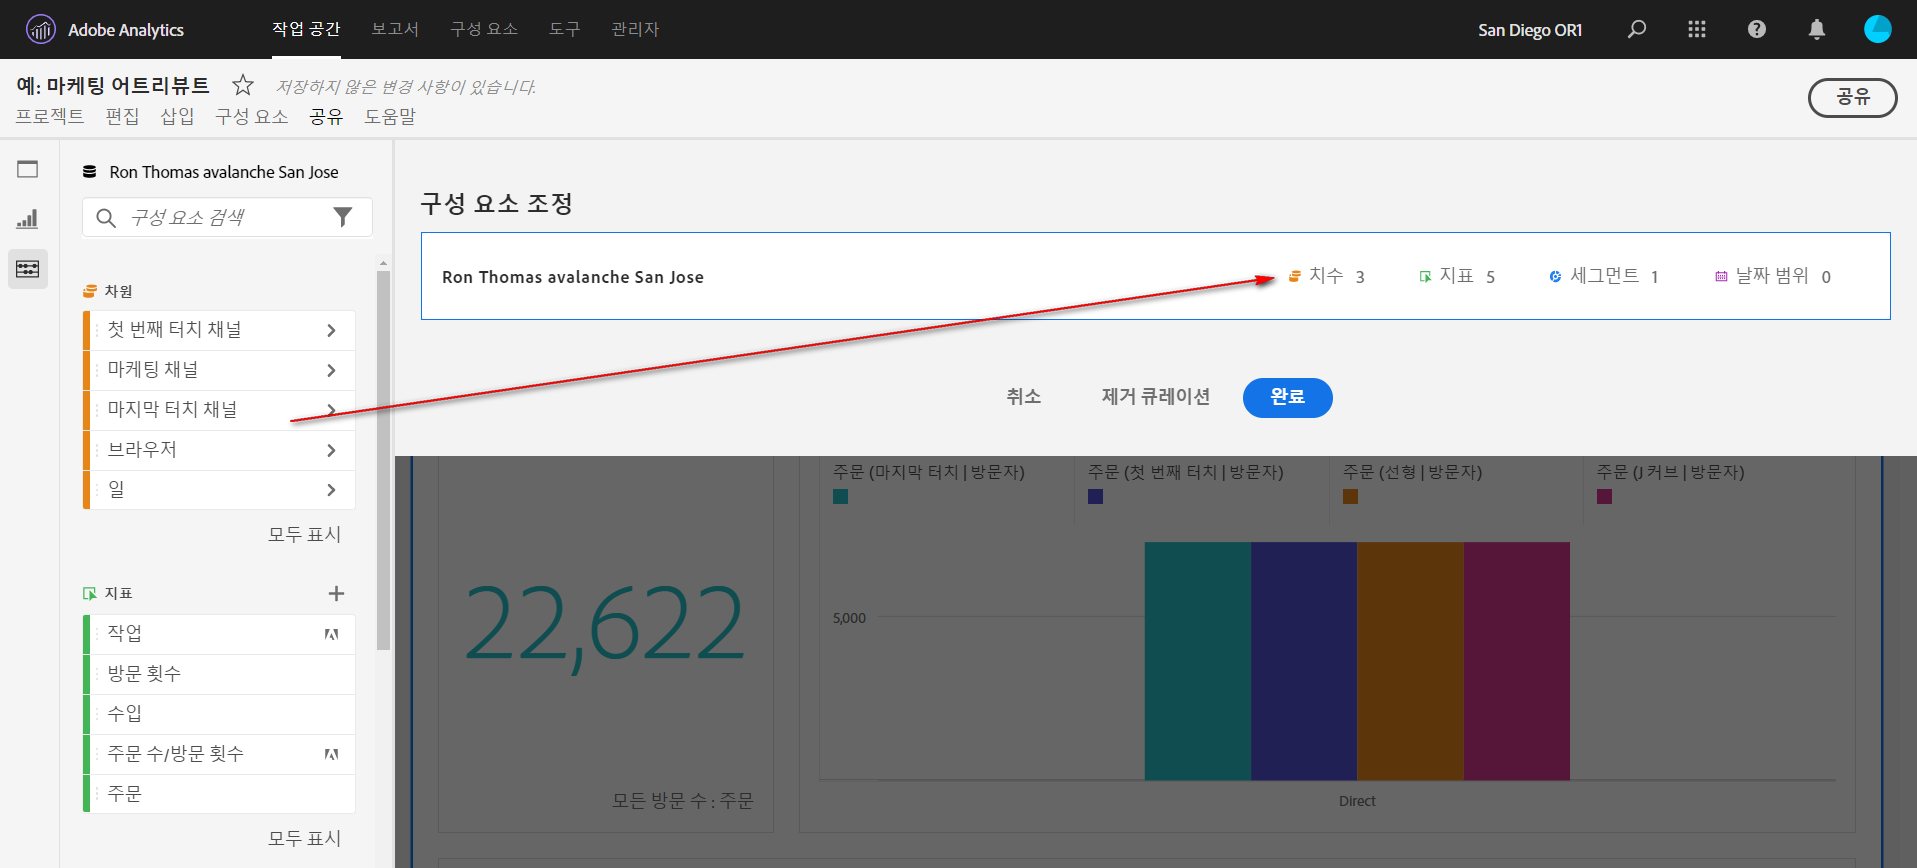 Adobe Analytics 작업 공간 보고서 구성 요소 도구 관리자 San Diego OR1
예: 마케팅 어트리뷰트 저장하지 않은 변경 사항이 있습니다.
프로젝트 편집 삽입 구성 요소 공유 도움말
공유
Ron Thomas avalanche San Jose
구성 요소 검색
차원
첫 번째 터치 채널
마케팅 채널
마지막 터치 채널
브라우저
일
모두 표시
지표
작업
방문 횟수
수입
주문 수/방문 횟수
주문
모두 표시
구성 요소 조정
Ron Thomas avalanche San Jose 치수 3 지표 5 세그먼트 1 날짜 범위 0
취소 제거 큐레이션 완료
22,622
모든 방문 수 : 주문
주문 (마지막 터치 | 방문자) 주문 (첫 번째 터치 | 방문자) 주문 (선형 | 방문자) 주문 (J 커브 | 방문자)
5,000
Direct